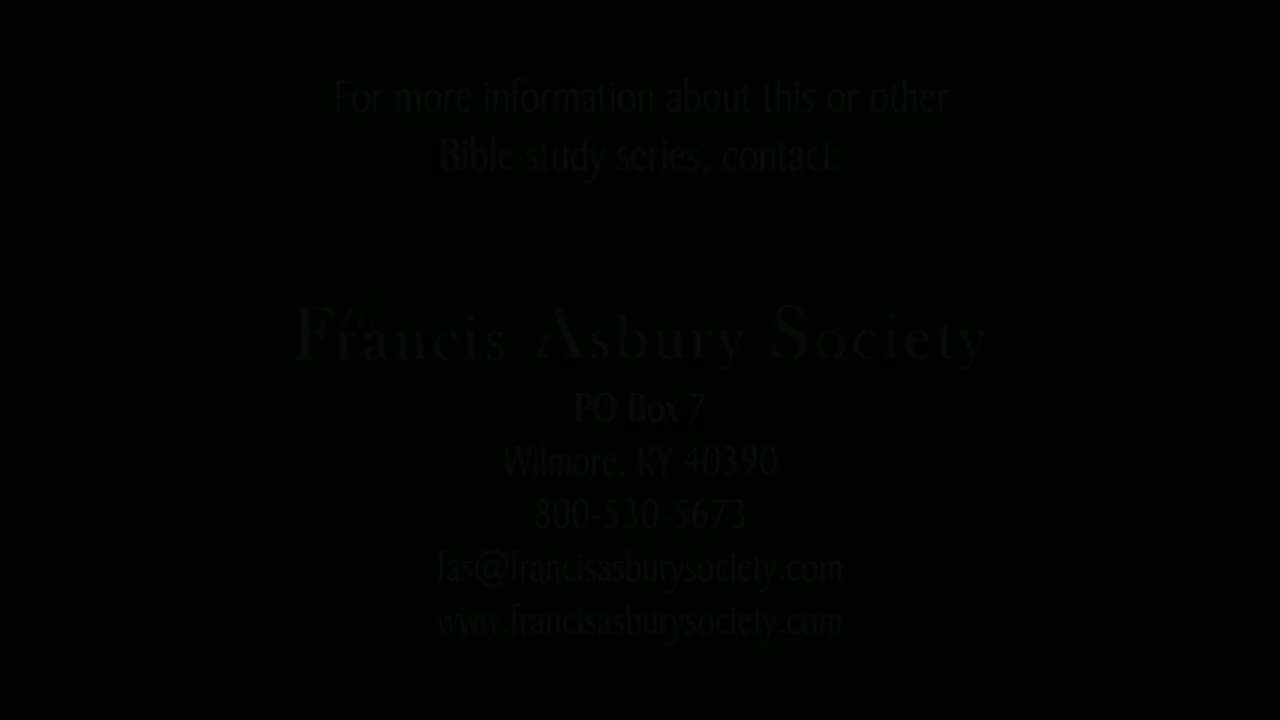 For more information about this or other
Bible study series, contact:
Francis Asbury Society
PO Box 7
Wilmore, KY 40390
800-530-5673
fas@francisasburysociety.com
www.francisasburysociety.com